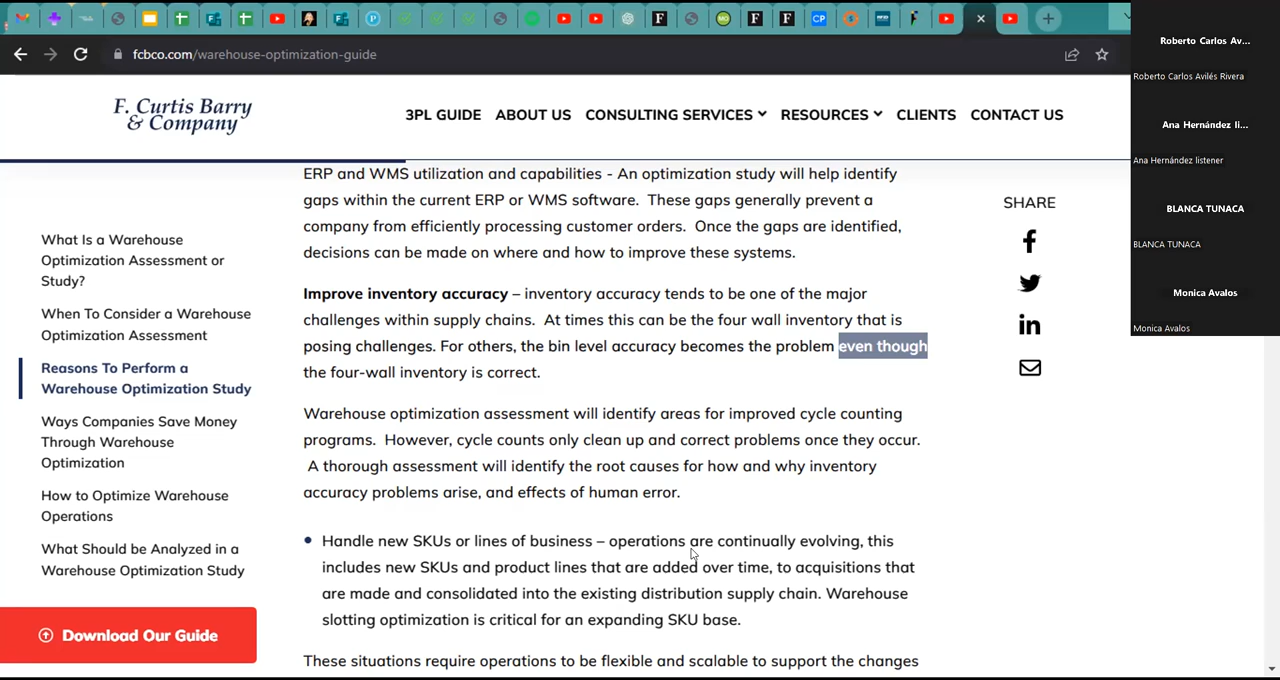 fcbco.com/warehouse-optimization-guide
F. Curtis Barry
& Company
3PL GUIDE ABOUT US CONSULTING SERVICES RESOURCES CLIENTS CONTACT US
What Is a Warehouse
Optimization Assessment or
Study?
When To Consider a Warehouse
Optimization Assessment
Reasons To Perform a
Warehouse Optimization Study
Ways Companies Save Money
Through Warehouse
Optimization
How to Optimize Warehouse
Operations
What Should be Analyzed in a
Warehouse Optimization Study
Download Our Guide
ERP and WMS utilization and capabilities - An optimization study will help identify
gaps within the current ERP or WMS software. These gaps generally prevent a
company from efficiently processing customer orders. Once the gaps are identified,
decisions can be made on where and how to improve these systems.
Improve inventory accuracy – inventory accuracy tends to be one of the major
challenges within supply chains. At times this can be the four wall inventory that is
posing challenges. For others, the bin level accuracy becomes the problem even though
the four-wall inventory is correct.
Warehouse optimization assessment will identify areas for improved cycle counting
programs. However, cycle counts only clean up and correct problems once they occur.
A thorough assessment will identify the root causes for how and why inventory
accuracy problems arise, and effects of human error.
• Handle new SKUs or lines of business – operations are continually evolving, this
includes new SKUs and product lines that are added over time, to acquisitions that
are made and consolidated into the existing distribution supply chain. Warehouse
slotting optimization is critical for an expanding SKU base.
These situations require operations to be flexible and scalable to support the changes
SHARE
Roberto Carlos Av...
Roberto Carlos Avilés Rivera
Ana Hernández li...
Ana Hernández listener
BLANCA TUNACA
BLANCA TUNACA
Monica Avalos
Monica Avalos